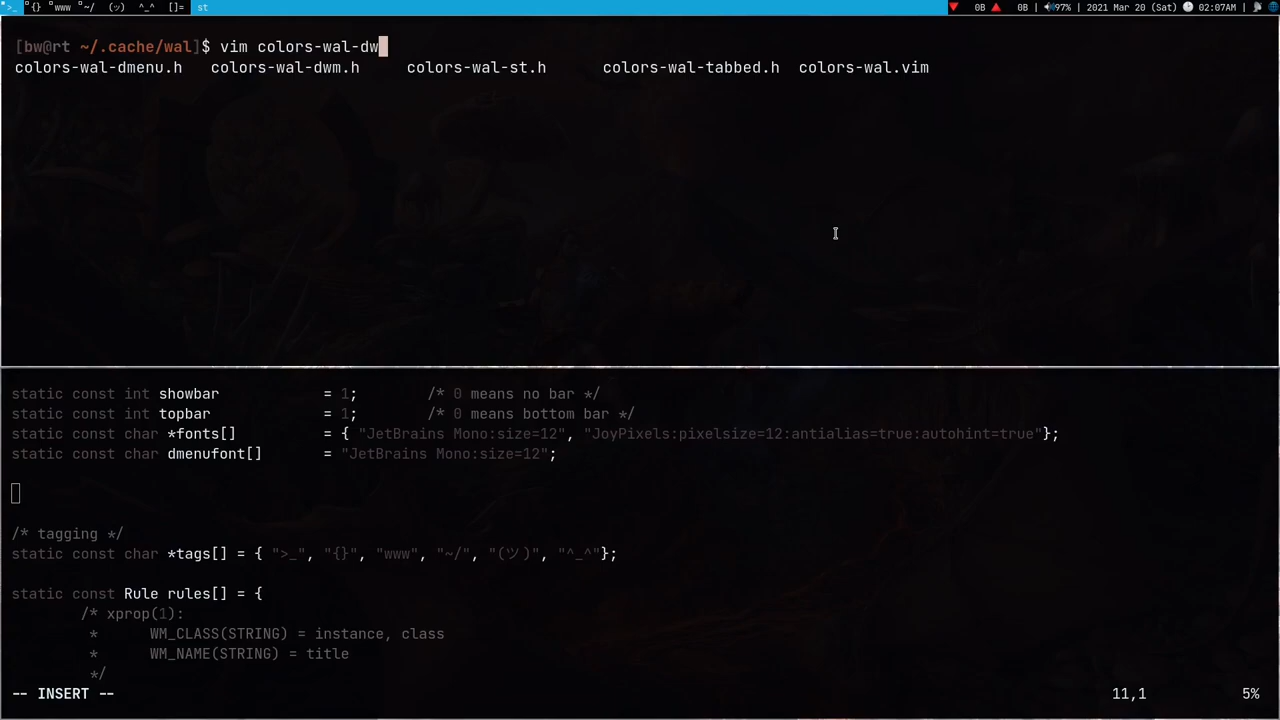 >_ {} www ~/ (ツ) ^_^ []= st 0B 0B 97% | 2021 Mar 20 (Sat) 02:07AM
[bw@rt ~/.cache/wal]$ vim colors-wal-dw
colors-wal-dmenu.h colors-wal-dwm.h colors-wal-st.h colors-wal-tabbed.h colors-wal.vim
static const int showbar = 1; /* 0 means no bar */
static const int topbar = 1; /* 0 means bottom bar */
static const char *fonts[] = { "JetBrains Mono:size=12", "JoyPixels:pixelsize=12:antialias=true:autohint=true"};
static const char dmenufont[] = "JetBrains Mono:size=12";
/* tagging */
static const char *tags[] = { ">_", "{}", "www", "~/", "(ツ)", "^_^"};
static const Rule rules[] = {
/* xprop(1):
* WM_CLASS(STRING) = instance, class
* WM_NAME(STRING) = title
*/
-- INSERT -- 11,1 5%